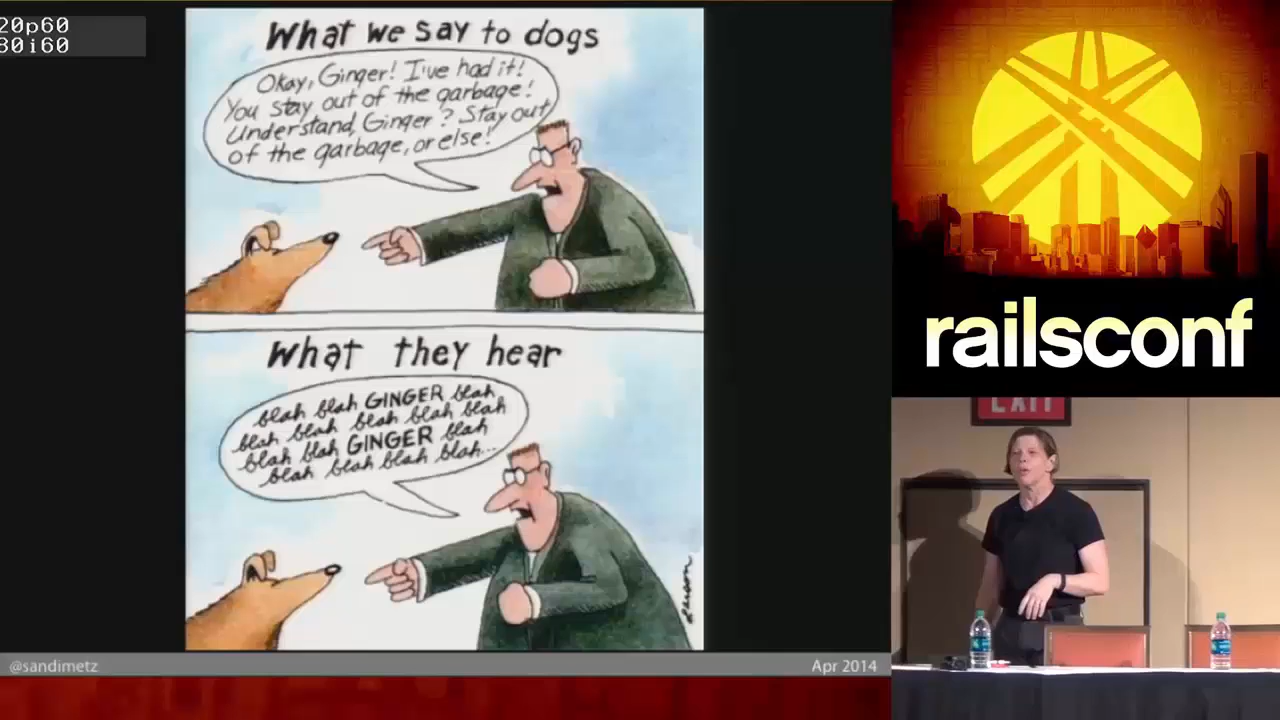 20p60
80i60
What we say to dogs
Okay, Ginger! I've had it!
You stay out of the garbage!
Understand, Ginger? Stay out
of the garbage, or else!
What they hear
blah blah GINGER blah
blah blah blah blah blah
blah blah GINGER blah
blah blah blah blah...
Larson
@sandimetz
Apr 2014
railsconf
EXIT